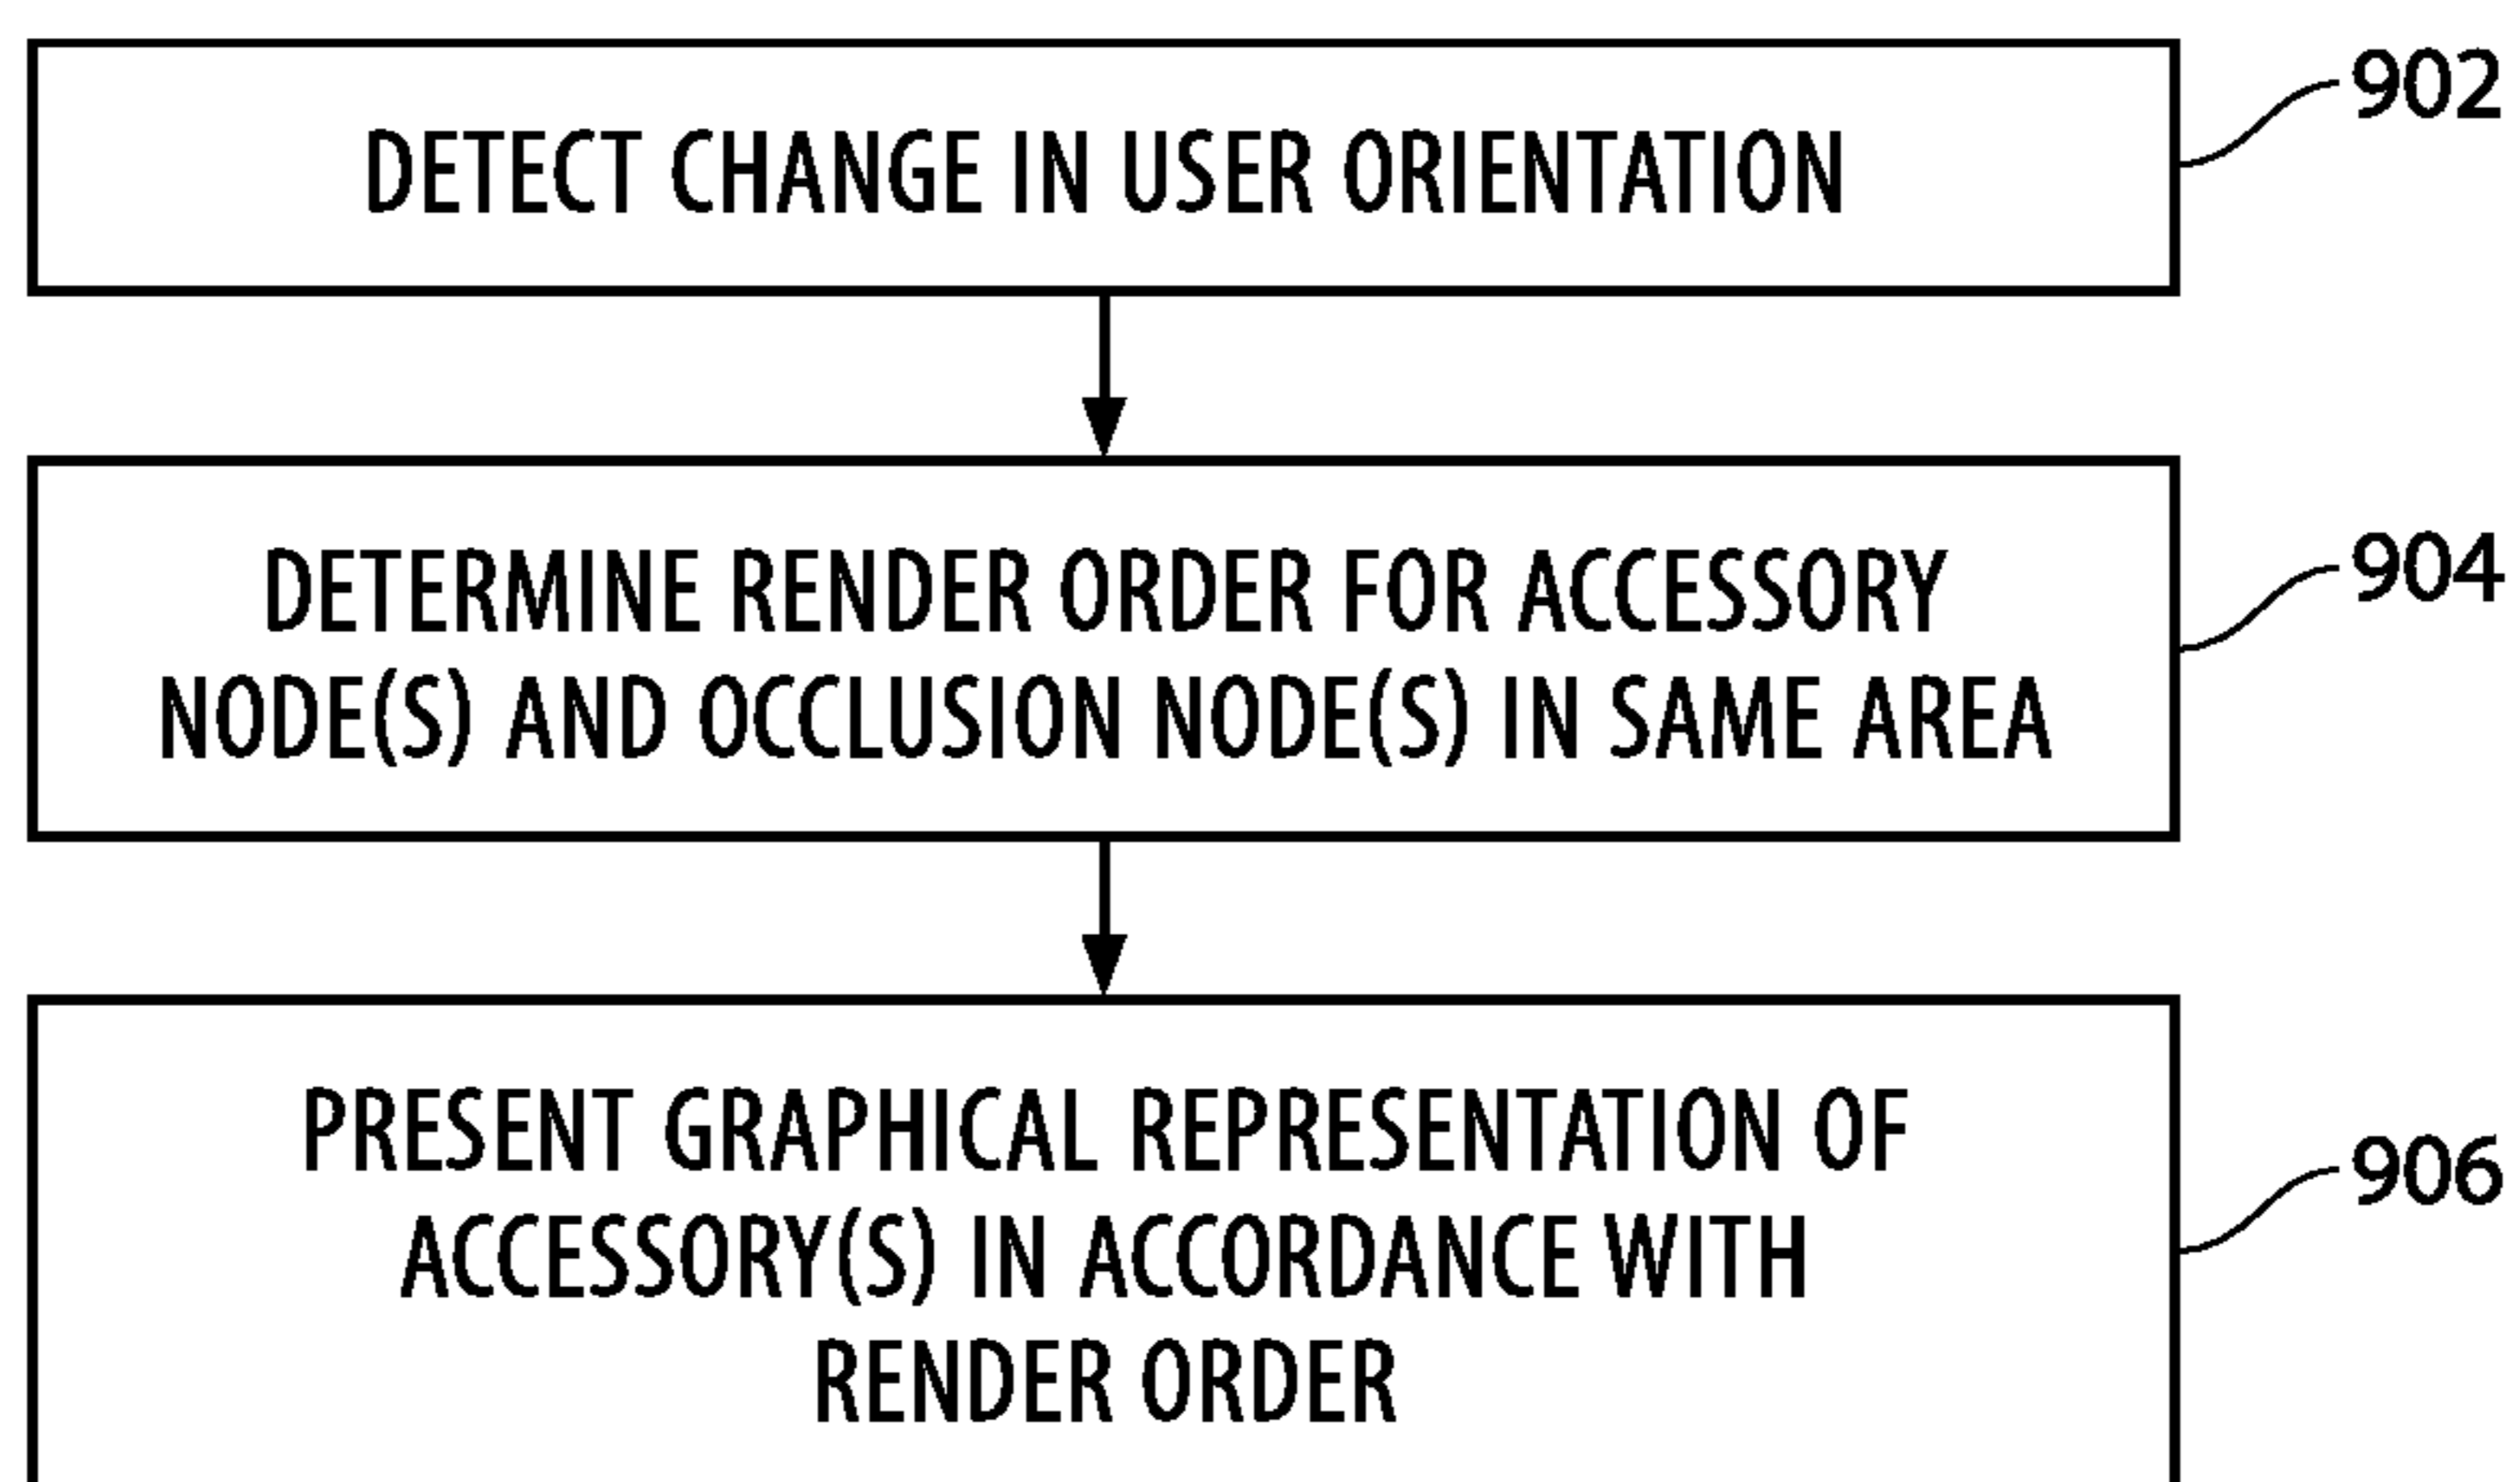 DETECT CHANGE IN USER ORIENTATION
902
DETERMINE RENDER ORDER FOR ACCESSORY
NODE(S) AND OCCLUSION NODE(S) IN SAME AREA
904
PRESENT GRAPHICAL REPRESENTATION OF
ACCESSORY(S) IN ACCORDANCE WITH
RENDER ORDER
906